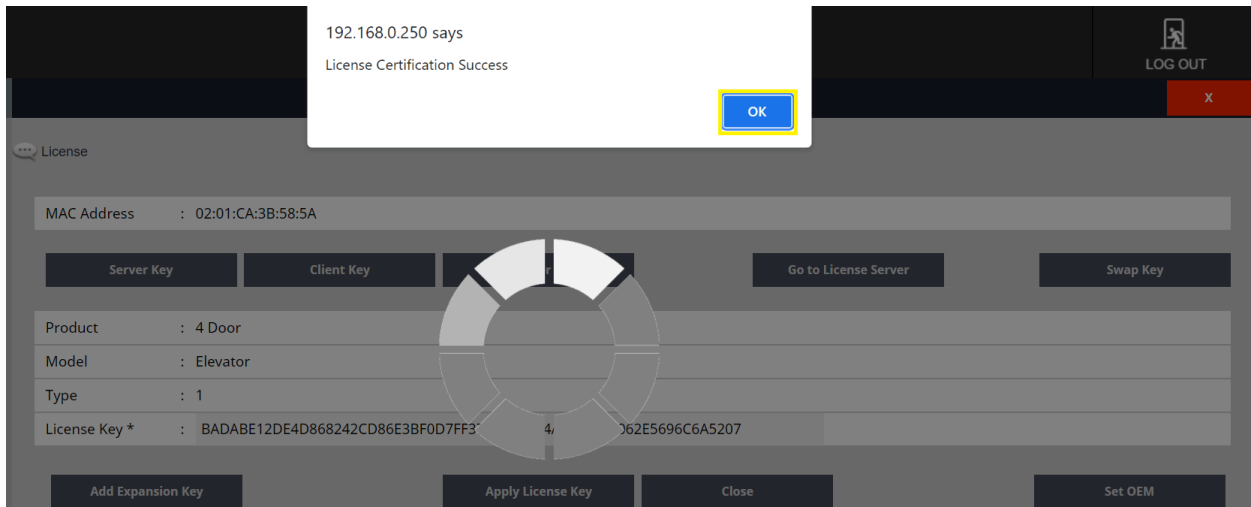 192.168.0.250 says
License Certification Success
OK
LOG OUT
X
License
MAC Address : 02:01:CA:3B:58:5A
Server Key Client Key Go to License Server Swap Key
Product : 4 Door
Model : Elevator
Type : 1
License Key * :
Add Expansion Key Apply License Key Close Set OEM